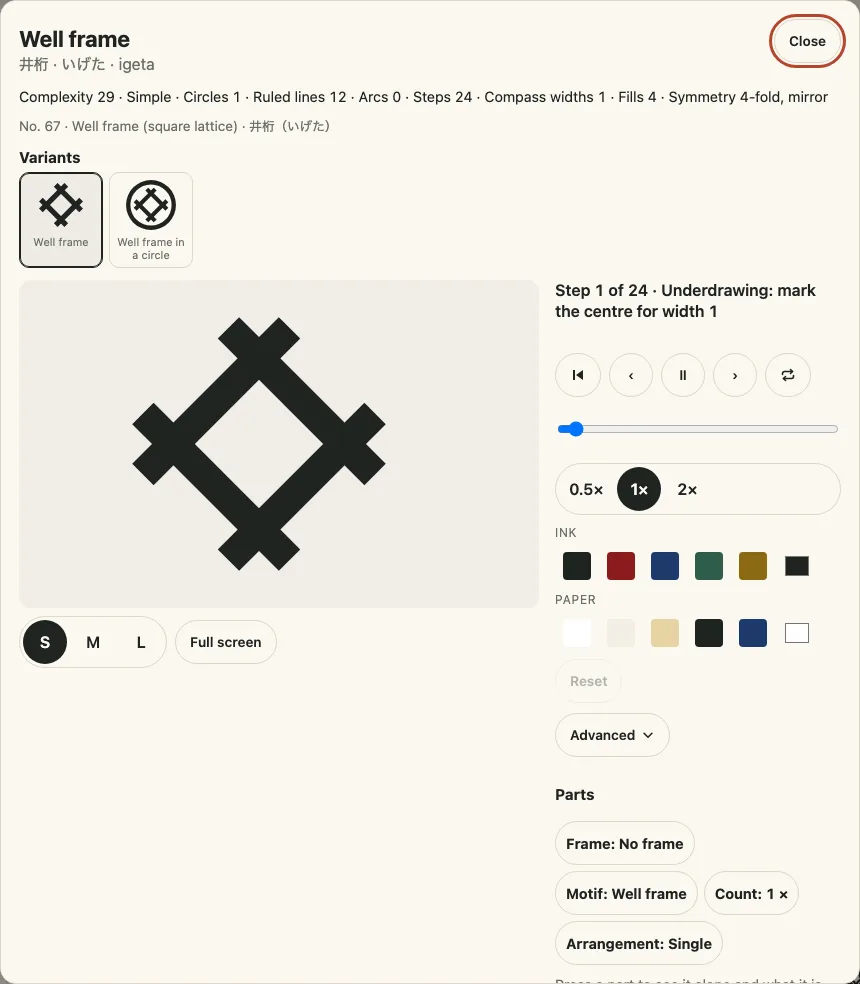 Well frame
Close
井桁 · いげた · igeta
Complexity 29 · Simple · Circles 1 · Ruled lines 12 · Arcs 0 · Steps 24 · Compass widths 1 · Fills 4 · Symmetry 4-fold, mirror
No. 67 · Well frame (square lattice) · 井桁（いげた）
Variants
Well frame
Well frame in
a circle
Step 1 of 24 · Underdrawing: mark
the centre for width 1
0.5× 1× 2×
INK
PAPER
S M L Full screen
Reset
Advanced
Parts
Frame: No frame
Motif: Well frame Count: 1 ×
Arrangement: Single